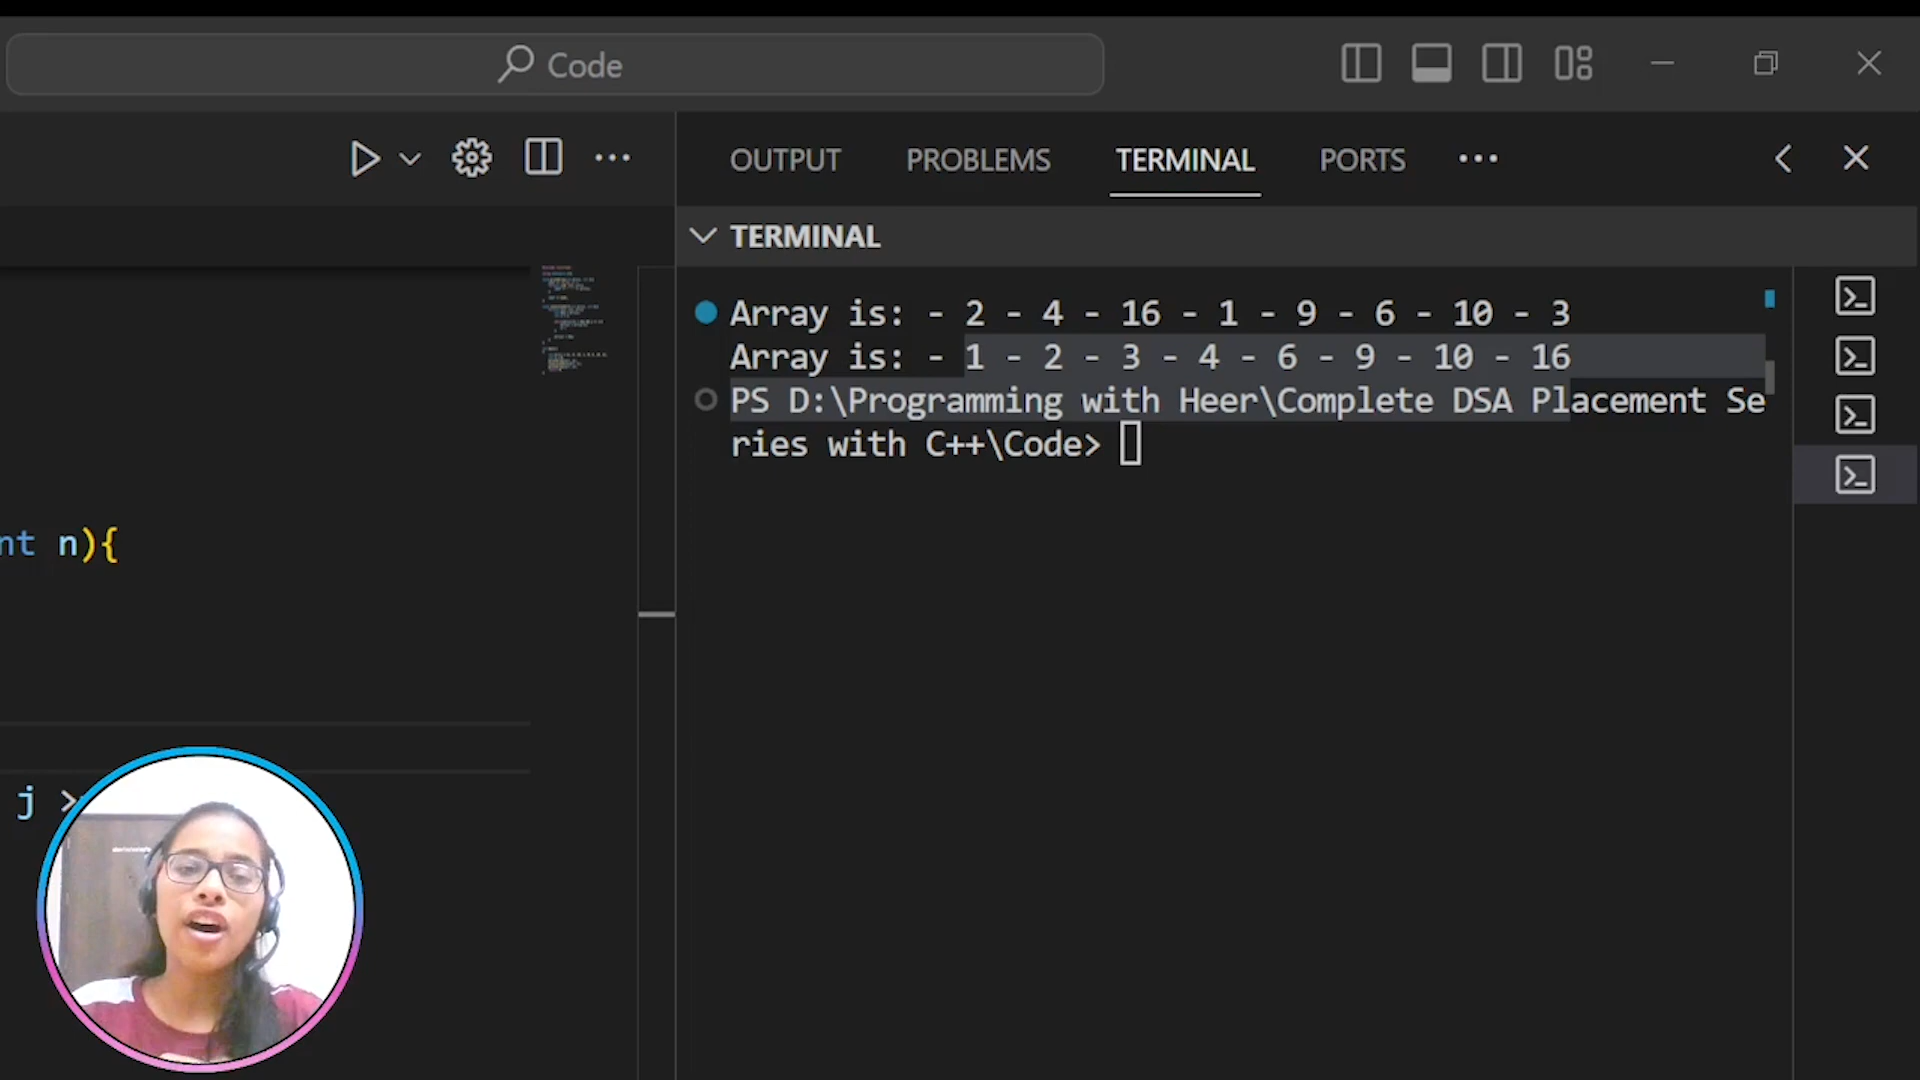 Code
OUTPUT PROBLEMS TERMINAL PORTS
TERMINAL
Array is: - 2 - 4 - 16 - 1 - 9 - 6 - 10 - 3
Array is: - 1 - 2 - 3 - 4 - 6 - 9 - 10 - 16
PS D:\Programming with Heer\Complete DSA Placement Se
ries with C++\Code>
nt n){
j >